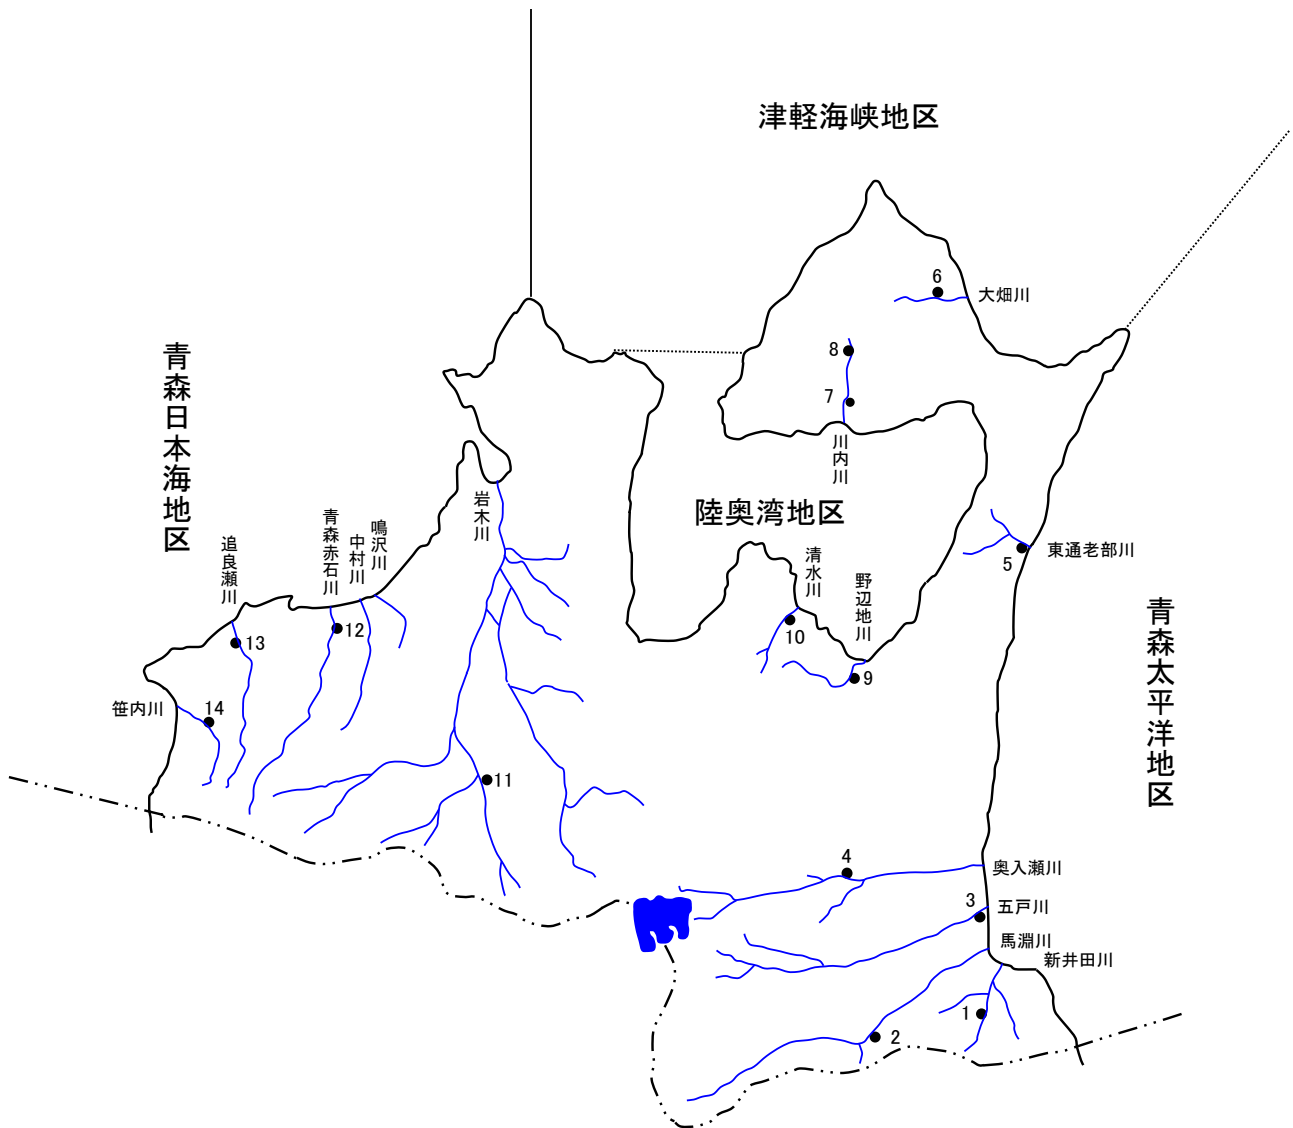 津軽海峡地区
6
大畑川
8
7
川内川
青森日本海地区
陸奥湾地区
岩木川
青森赤石川
中村川
鳴沢川
追良瀬川
清水川
野辺地川
5
東通老部川
12
13
10
9
青森太平洋地区
笹内川
14
11
4
奥入瀬川
3
五戸川
馬淵川
新井田川
1
2